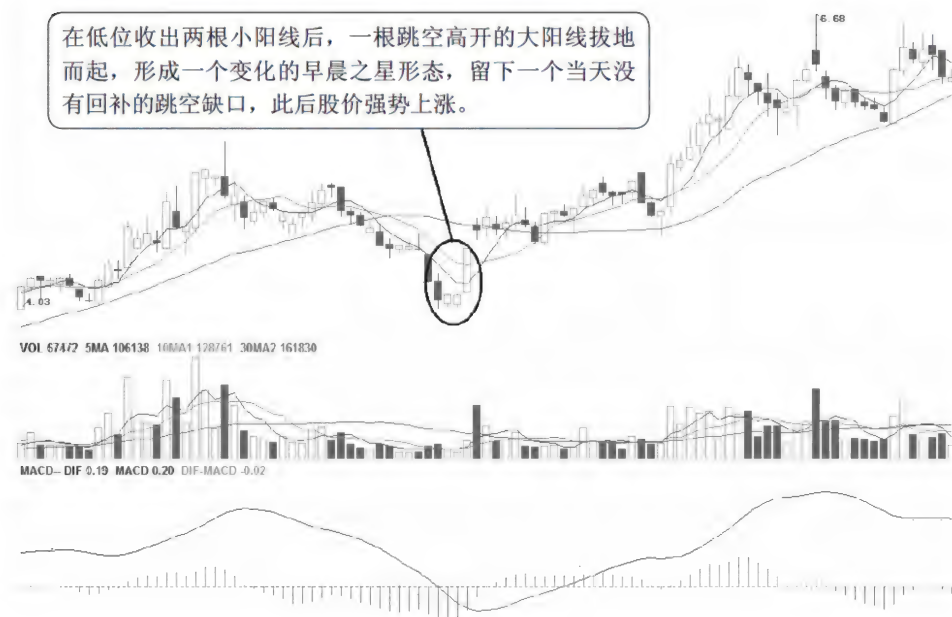 在低位收出两根小阳线后，一根跳空高开的大阳线拔地
而起，形成一个变化的早晨之星形态，留下一个当天没
有回补的跳空缺口，此后股价强势上涨。
6.68
4.03
VOL 67472 5MA 106138 10MA1 128761 30MA2 161830
MACD– DIF 0.19 MACD 0.20 DIF-MACD -0.02